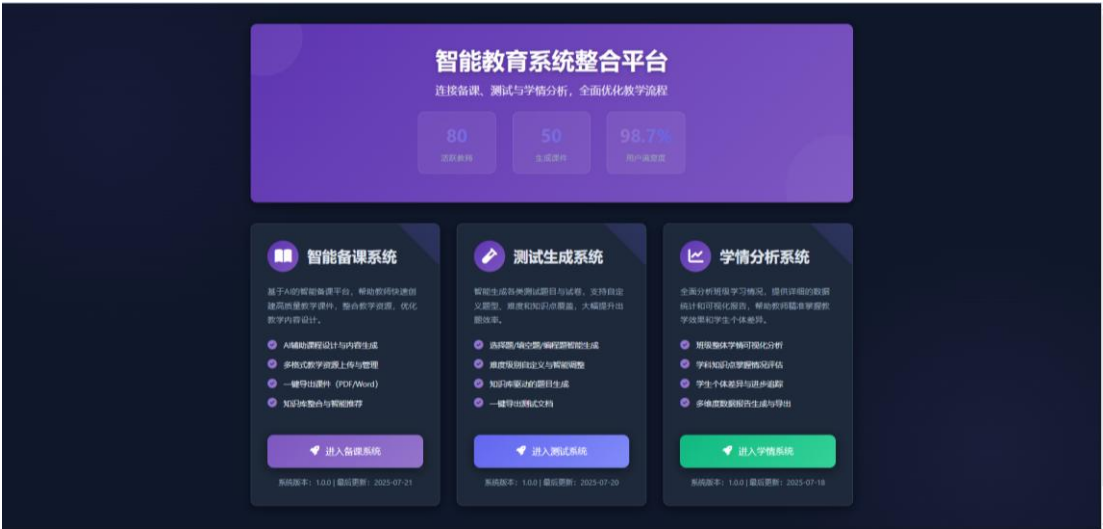 智能教育系统整合平台
连接备课、测试与学情分析，全面优化教学流程
80
50
98.7%
活跃教师
生成课件
用户满意度
智能备课系统
基于AI的智能备课平台，帮助教师快速创
建高质量教学课件，整合教学资源，优化
教学内容设计。
AI辅助课程设计与内容生成
多格式教学资源上传与管理
一键导出课件（PDF/Word）
知识库整合与智能推荐
进入备课系统
系统版本：1.0.0 | 最后更新：2025-07-21
测试生成系统
智能生成各类测试题目与试卷，支持自定
义题型、难度和知识点覆盖，大幅提升出
题效率。
选择题/填空题/编程题智能生成
难度级别自定义与智能调整
知识库驱动的题目生成
一键导出测试文档
进入测试系统
系统版本：1.0.0 | 最后更新：2025-07-20
学情分析系统
全面分析班级学习情况，提供详细的数据
统计和可视化报告，帮助教师精准掌握教
学效果和学生个体差异。
班级整体学情可视化分析
学科知识点掌握情况评估
学生个体差异与进步追踪
多维度数据报告生成与导出
进入学情系统
系统版本：1.0.0 | 最后更新：2025-07-18